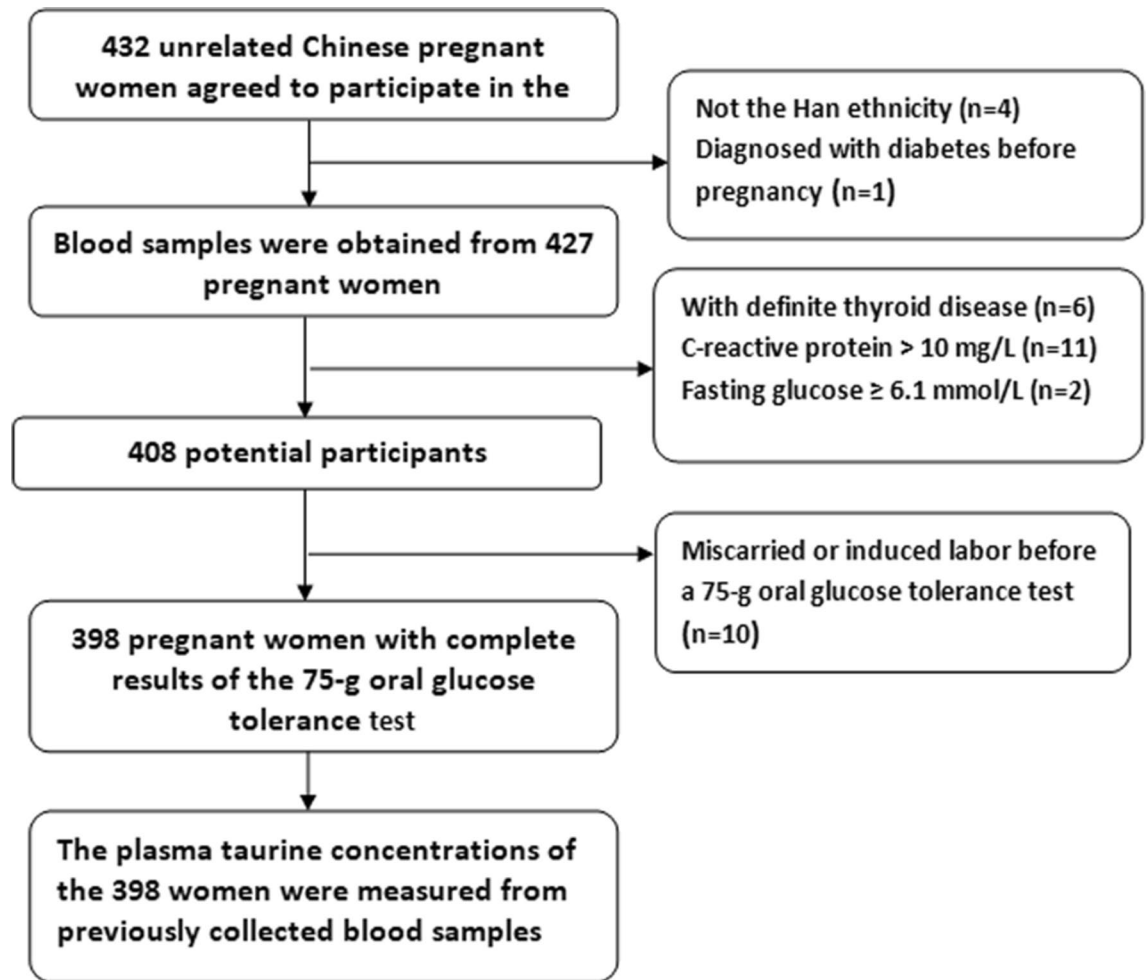 432 unrelated Chinese pregnant
women agreed to participate in the
Not the Han ethnicity (n=4)
Diagnosed with diabetes before
pregnancy (n=1)
Blood samples were obtained from 427
pregnant women
With definite thyroid disease (n=6)
C-reactive protein > 10 mg/L (n=11)
Fasting glucose ≥ 6.1 mmol/L (n=2)
408 potential participants
Miscarried or induced labor before
a 75-g oral glucose tolerance test
(n=10)
398 pregnant women with complete
results of the 75-g oral glucose
tolerance test
The plasma taurine concentrations of
the 398 women were measured from
previously collected blood samples